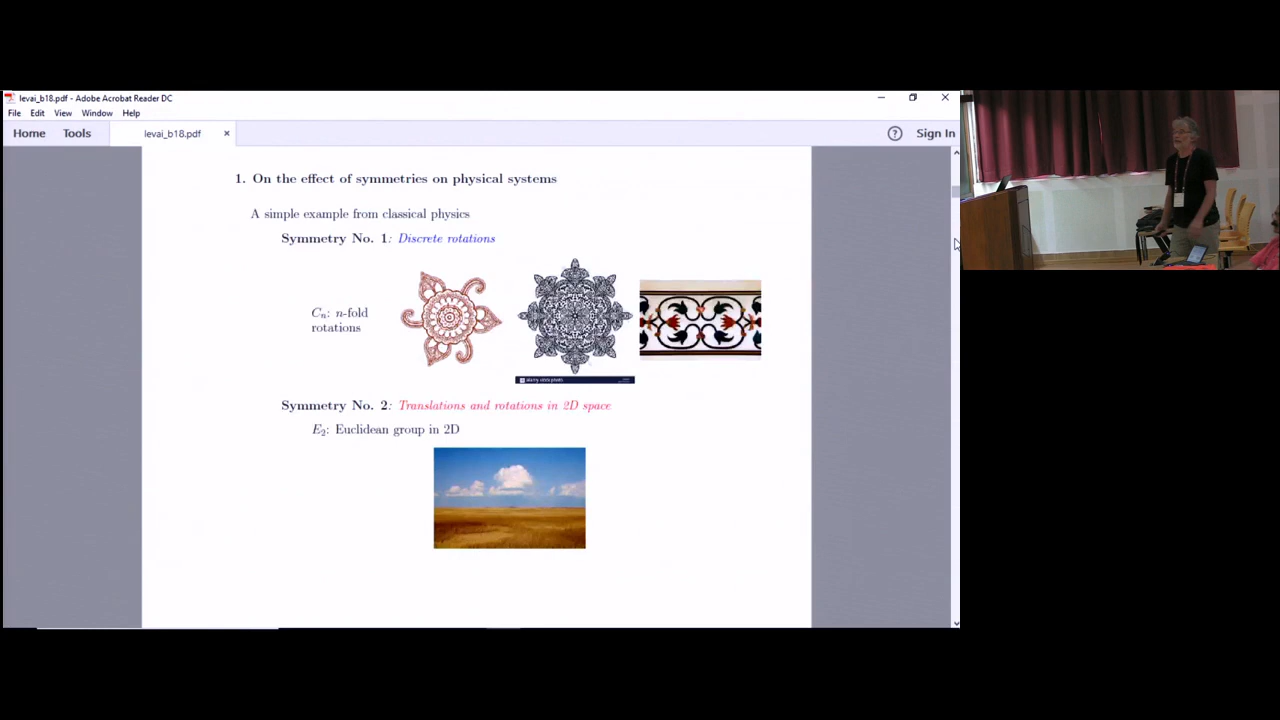 levai_b18.pdf - Adobe Acrobat Reader DC
File Edit View Window Help
Home Tools levai_b18.pdf × ? Sign In
1. On the effect of symmetries on physical systems
A simple example from classical physics
Symmetry No. 1: Discrete rotations
Cn: n-fold
rotations
Symmetry No. 2: Translations and rotations in 2D space
E2: Euclidean group in 2D